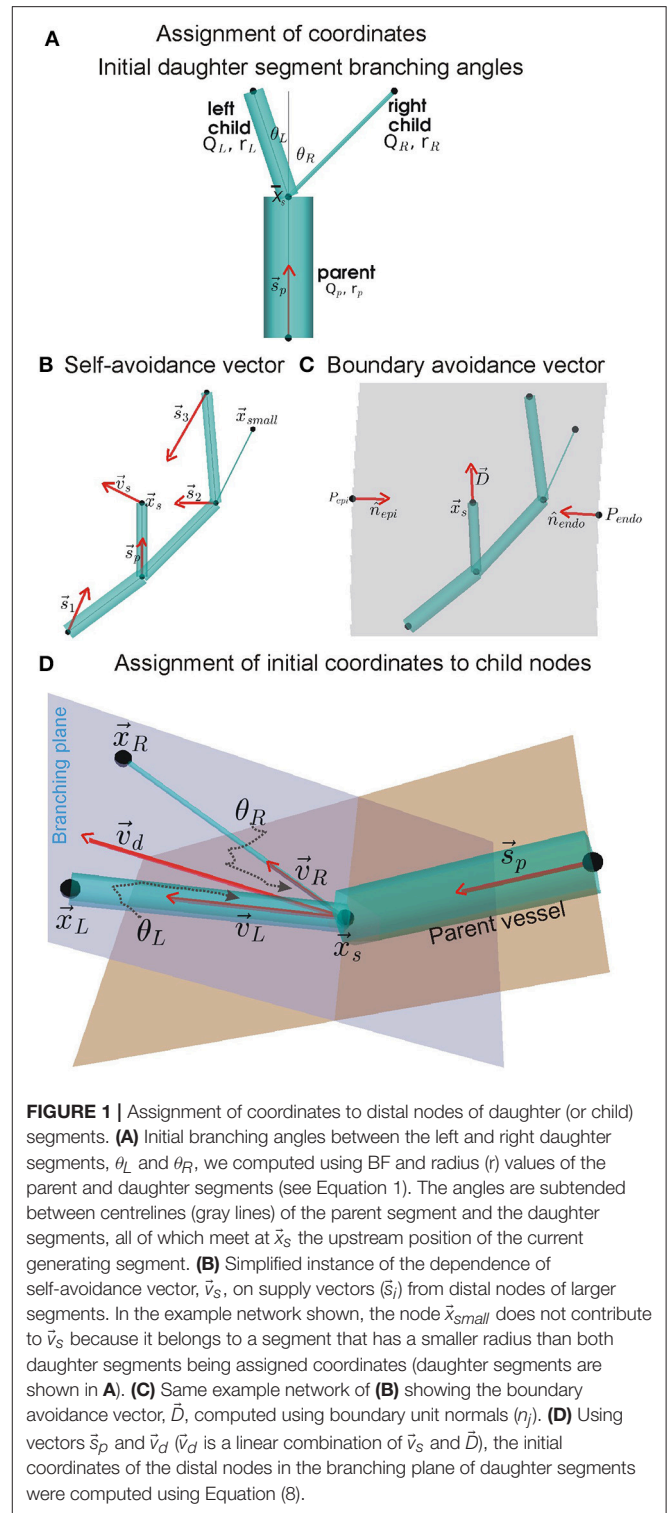 A Assignment of coordinates
Initial daughter segment branching angles
left
child
Q_L, r_L
θ_L
θ_R
right
child
Q_R, r_R
X̅_s
parent
Q_p, r_p
s⃗_p
B Self-avoidance vector
C Boundary avoidance vector
s⃗_3
x⃗_small
v⃗_s
x⃗_s
s⃗_2
s⃗_p
s⃗_1
D⃗
P_epi
n̂_epi
x⃗_s
n̂_endo
P_endo
D Assignment of initial coordinates to child nodes
Branching plane
x⃗_R
θ_R
v⃗_d
v⃗_R
s⃗_p
x⃗_L
θ_L
v⃗_L
x⃗_s
Parent vessel
FIGURE 1 | Assignment of coordinates to distal nodes of daughter (or child)
segments. (A) Initial branching angles between the left and right daughter
segments, θ_L and θ_R, we computed using BF and radius (r) values of the
parent and daughter segments (see Equation 1). The angles are subtended
between centrelines (gray lines) of the parent segment and the daughter
segments, all of which meet at x⃗_s the upstream position of the current
generating segment. (B) Simplified instance of the dependence of
self-avoidance vector, v⃗_s, on supply vectors (s⃗_i) from distal nodes of larger
segments. In the example network shown, the node x⃗_small does not contribute
to v⃗_s because it belongs to a segment that has a smaller radius than both
daughter segments being assigned coordinates (daughter segments are
shown in A). (C) Same example network of (B) showing the boundary
avoidance vector, D⃗, computed using boundary unit normals (n_j). (D) Using
vectors s⃗_p and v⃗_d (v⃗_d is a linear combination of v⃗_s and D⃗), the initial
coordinates of the distal nodes in the branching plane of daughter segments
were computed using Equation (8).